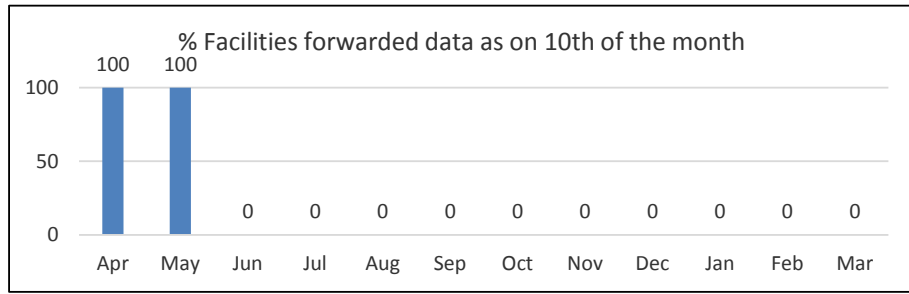 % Facilities forwarded data as on 10th of the month
100 100
100
50
0 0 0 0 0 0 0 0 0 0
0
Apr May Jun Jul Aug Sep Oct Nov Dec Jan Feb Mar